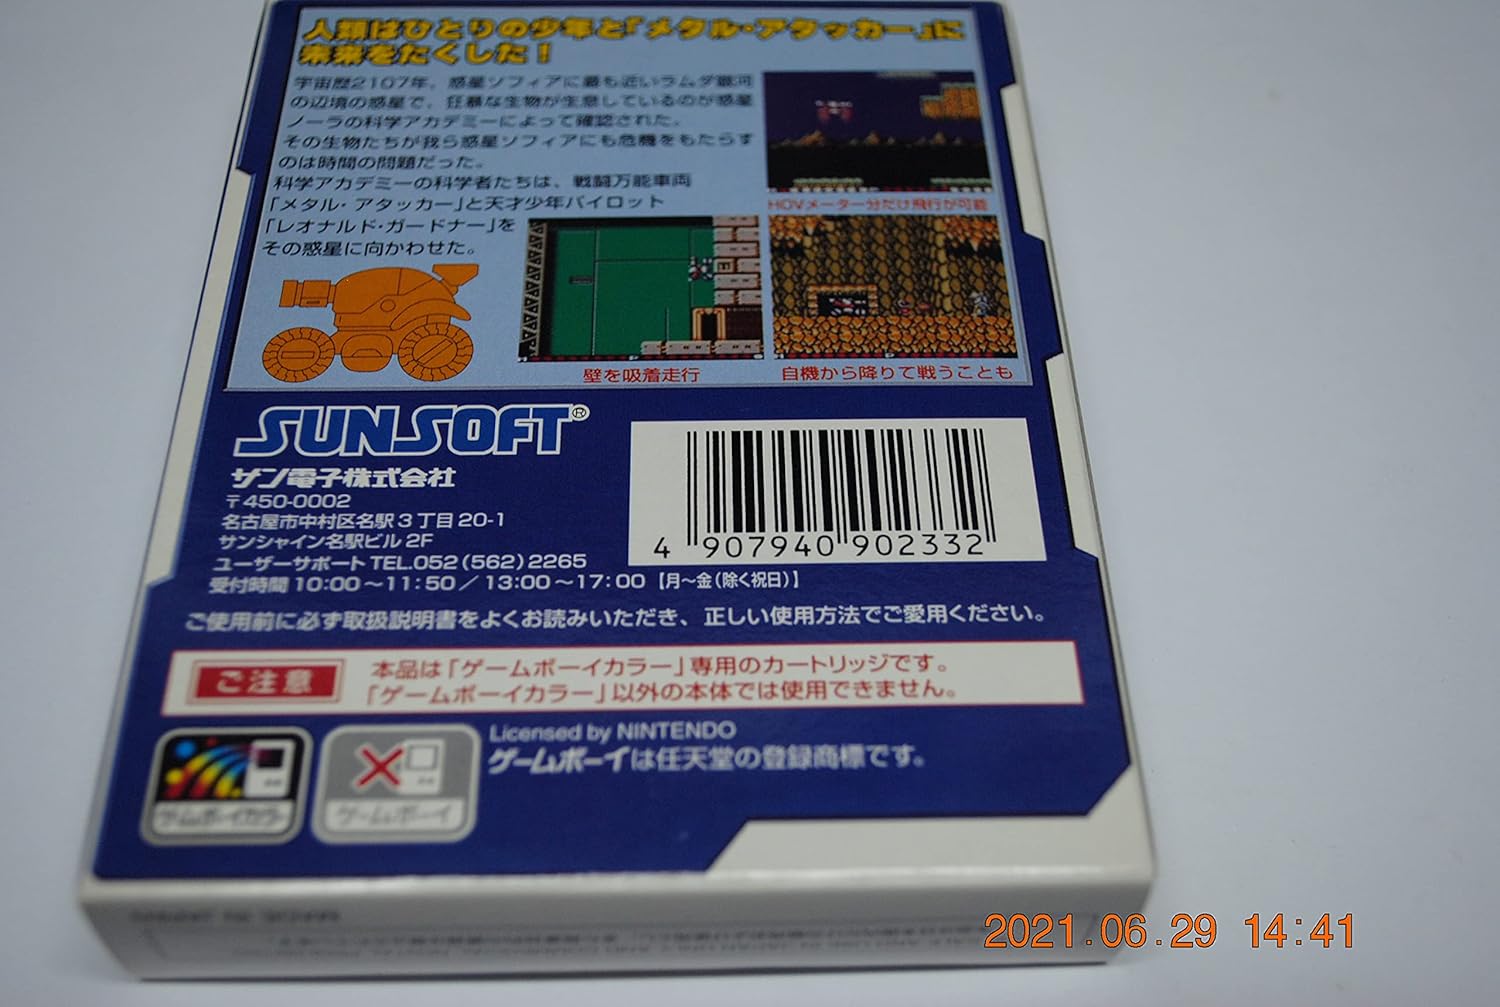 人類はひとりの少年と「メタル・アタッカー」に
未来をたくした!
宇宙歴2107年、惑星ソフィアに最も近いラムダ銀河
の辺境の惑星で、狂暴な生物が生息しているのが惑星
ノーラの科学アカデミーによって確認された。
その生物たちが我ら惑星ソフィアにも危機をもたらす
のは時間の問題だった。
科学アカデミーの科学者たちは、戦闘万能車両
「メタル・アタッカー」と天才少年パイロット
「レオナルド・ガードナー」を
その惑星に向かわせた。
HOVメーター分だけ飛行が可能
壁を吸着走行
自機から降りて戦うことも
SUNSOFT®
サン電子株式会社
〒450-0002
名古屋市中村区名駅3丁目20-1
サンシャイン名駅ビル2F
ユーザーサポート TEL.052(562)2265
受付時間 10:00～11:50/13:00～17:00【月～金(除く祝日)】
4 907940 902332
ご使用前に必ず取扱説明書をよくお読みいただき、正しい使用方法でご愛用ください。
ご注意
本品は「ゲームボーイカラー」専用のカートリッジです。
「ゲームボーイカラー」以外の本体では使用できません。
Licensed by NINTENDO
ゲームボーイは任天堂の登録商標です。
ゲームボーイカラー
ゲームボーイ
2021.06.29 14:41